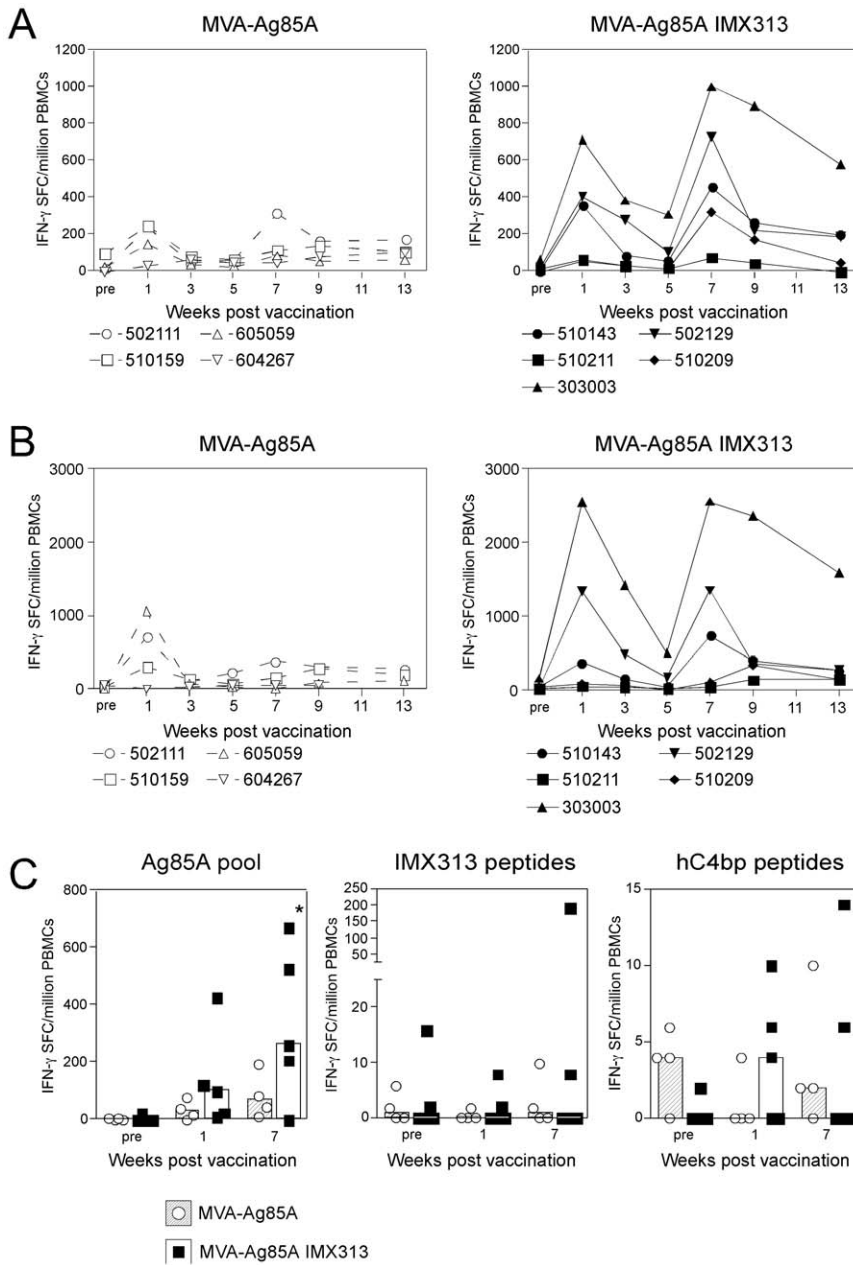 A
MVA-Ag85A
IFN-γ SFC/million PBMCs
1200
1000
800
600
400
200
0
pre 1 3 5 7 9 11 13
Weeks post vaccination
502111 605059
510159 604267
MVA-Ag85A IMX313
IFN-γ SFC/million PBMCs
1200
1000
800
600
400
200
0
pre 1 3 5 7 9 11 13
Weeks post vaccination
510143 502129
510211 510209
303003
B
MVA-Ag85A
IFN-γ SFC/million PBMCs
3000
2000
1000
0
pre 1 3 5 7 9 11 13
Weeks post vaccination
502111 605059
510159 604267
MVA-Ag85A IMX313
IFN-γ SFC/million PBMCs
3000
2000
1000
0
pre 1 3 5 7 9 11 13
Weeks post vaccination
510143 502129
510211 510209
303003
C
Ag85A pool
IFN-γ SFC/million PBMCs
800
600
400
200
0
*
pre 1 7
Weeks post vaccination
IMX313 peptides
IFN-γ SFC/million PBMCs
250
200
150
100
50
20
10
0
pre 1 7
Weeks post vaccination
hC4bp peptides
IFN-γ SFC/million PBMCs
15
10
5
0
pre 1 7
Weeks post vaccination
MVA-Ag85A
MVA-Ag85A IMX313